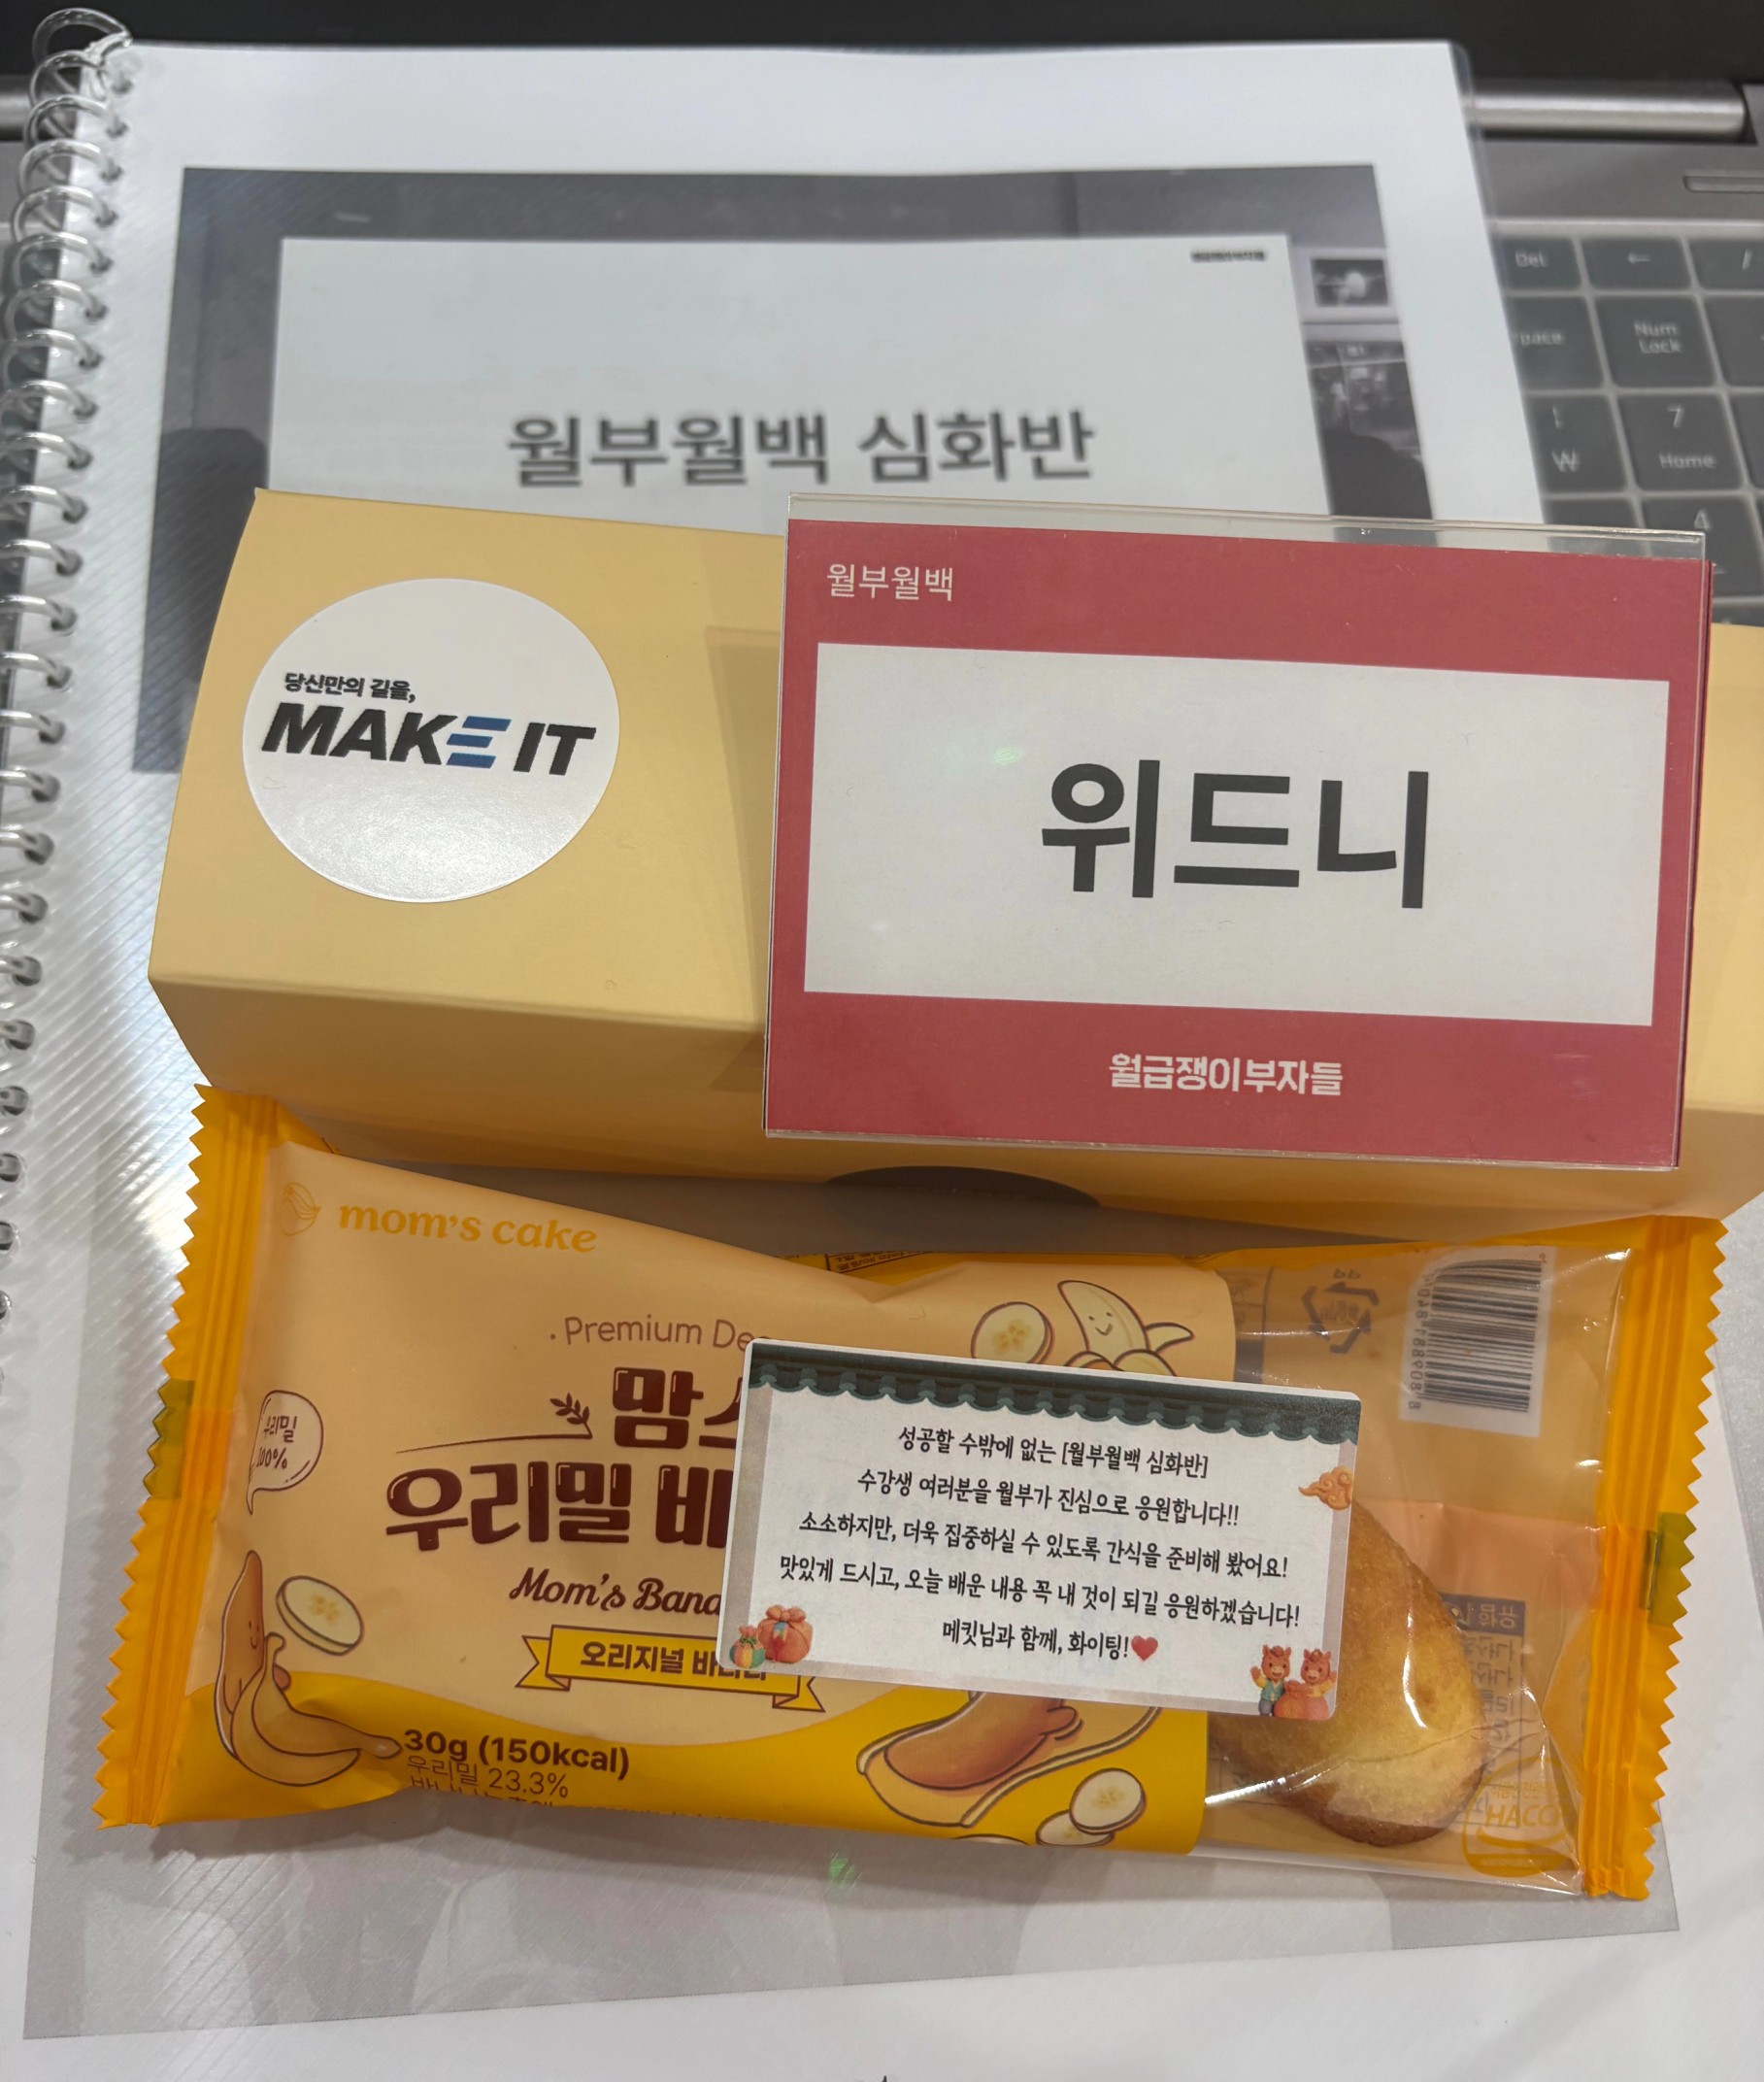 월부월백 심화반
Del
←
Num
Lock
7
₩
Home
4
당신만의 길을,
MAKE IT
월부월백
위드니
월급쟁이부자들
mom's cake
Premium
우리밀
100%
우리밀
Mom's
오리지널
30g (150kcal)
우리밀 23.3%
성공할 수밖에 없는 [월부월백 심화반]
수강생 여러분을 월부가 진심으로 응원합니다!!
소소하지만, 더욱 집중하실 수 있도록 간식을 준비해 봤어요!
맛있게 드시고, 오늘 배운 내용 꼭 내 것이 되길 응원하겠습니다!
메킷님과 함께, 화이팅!❤️